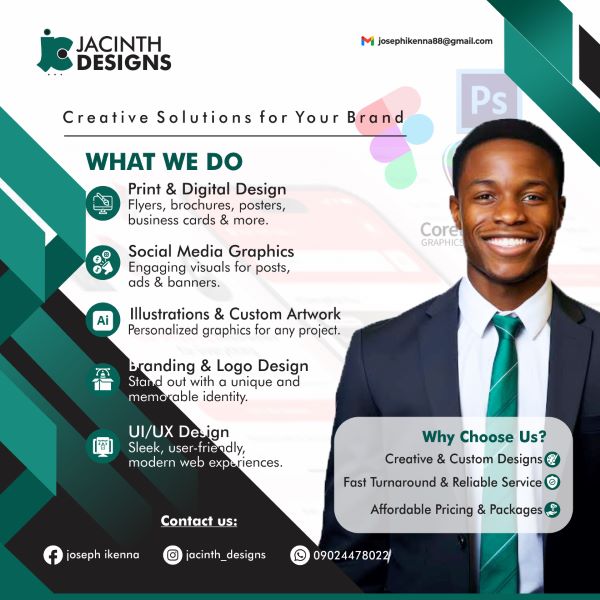 JACINTH
DESIGNS
josephikenna88@gmail.com
Creative Solutions for Your Brand
Ps
WHAT WE DO
Print & Digital Design
Flyers, brochures, posters,
business cards & more.
Social Media Graphics
Engaging visuals for posts,
ads & banners.
Ai
Illustrations & Custom Artwork
Personalized graphics for any project.
Branding & Logo Design
Stand out with a unique and
memorable identity.
UI/UX Design
Sleek, user-friendly,
modern web experiences.
Why Choose Us?
Creative & Custom Designs
Fast Turnaround & Reliable Service
Affordable Pricing & Packages
Contact us:
joseph ikenna
jacinth_designs
09024478022/